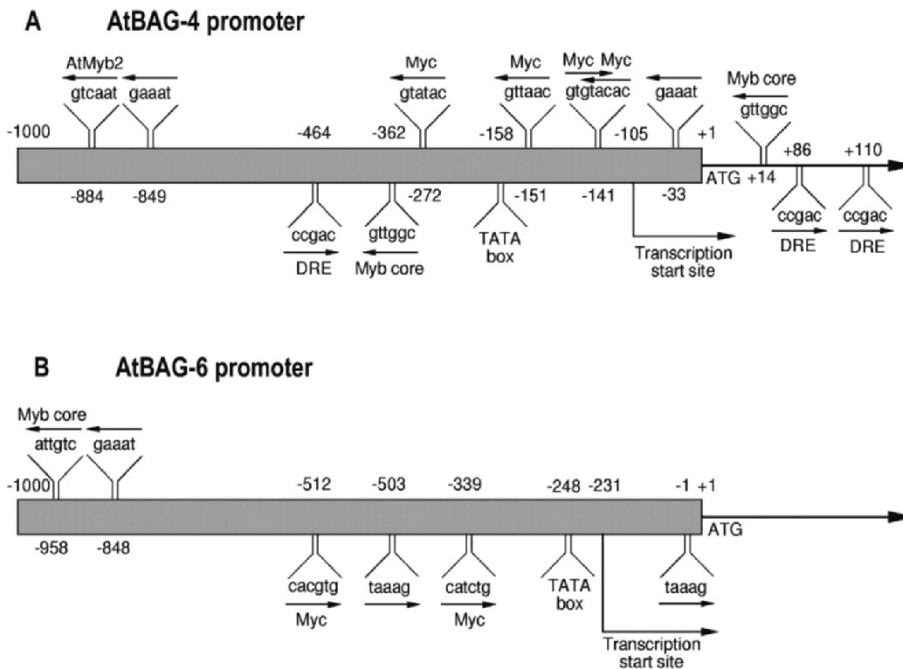 A AtBAG-4 promoter
AtMyb2 Myc Myc Myc Myc Myb core
gtcaat gaaat gtatac gttaac gtgtacac gaaat gttggc
-1000 -464 -362 -158 -105 +1 +86 +110
-884 -849 -272 -151 -141 -33 ATG +14
ccgac gttggc TATA ccgac ccgac
DRE Myb core box Transcription DRE DRE
start site
B AtBAG-6 promoter
Myb core
attgtc gaaat
-1000 -512 -503 -339 -248 -231 -1 +1
-958 -848 ATG
cacgtg taaag catctg TATA taaag
Myc Myc box
Transcription
start site